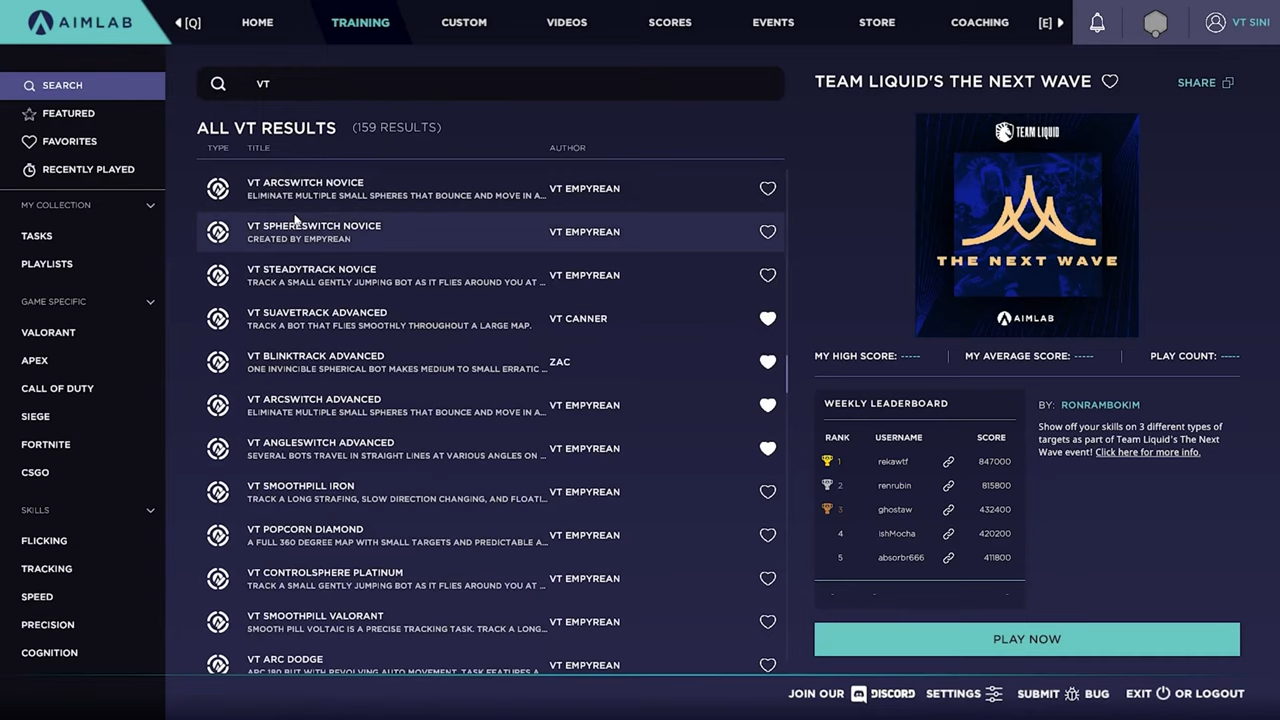 AIMLAB
[Q]
HOME
TRAINING
CUSTOM
VIDEOS
SCORES
EVENTS
STORE
COACHING
[E]
VT SINI
SEARCH
FEATURED
FAVORITES
RECENTLY PLAYED
MY COLLECTION
TASKS
PLAYLISTS
GAME SPECIFIC
VALORANT
APEX
CALL OF DUTY
SIEGE
FORTNITE
CSGO
SKILLS
FLICKING
TRACKING
SPEED
PRECISION
COGNITION
VT
ALL VT RESULTS (159 RESULTS)
TYPE TITLE AUTHOR
VT ARCSWITCH NOVICE
ELIMINATE MULTIPLE SMALL SPHERES THAT BOUNCE AND MOVE IN A...
VT EMPYREAN
VT SPHERESWITCH NOVICE
CREATED BY EMPYREAN
VT EMPYREAN
VT STEADYTRACK NOVICE
TRACK A SMALL GENTLY JUMPING BOT AS IT FLIES AROUND YOU AT ...
VT EMPYREAN
VT SUAVETRACK ADVANCED
TRACK A BOT THAT FLIES SMOOTHLY THROUGHOUT A LARGE MAP.
VT CANNER
VT BLINKTRACK ADVANCED
ONE INVINCIBLE SPHERICAL BOT MAKES MEDIUM TO SMALL ERRATIC ...
ZAC
VT ARCSWITCH ADVANCED
ELIMINATE MULTIPLE SMALL SPHERES THAT BOUNCE AND MOVE IN A...
VT EMPYREAN
VT ANGLESWITCH ADVANCED
SEVERAL BOTS TRAVEL IN STRAIGHT LINES AT VARIOUS ANGLES ON ...
VT EMPYREAN
VT SMOOTHPILL IRON
TRACK A LONG STRAFING, SLOW DIRECTION CHANGING, AND FLOATI...
VT EMPYREAN
VT POPCORN DIAMOND
A FULL 360 DEGREE MAP WITH SMALL TARGETS AND PREDICTABLE A...
VT EMPYREAN
VT CONTROLSPHERE PLATINUM
TRACK A SMALL GENTLY JUMPING BOT AS IT FLIES AROUND YOU AT ...
VT EMPYREAN
VT SMOOTHPILL VALORANT
SMOOTH PILL VOLTAIC IS A PRECISE TRACKING TASK. TRACK A LONG...
VT EMPYREAN
VT ARC DODGE
ARC 180 BUT WITH REVOLVING AUTO MOVEMENT. TASK FEATURES A
VT EMPYREAN
TEAM LIQUID'S THE NEXT WAVE
SHARE
TEAM LIQUID
THE NEXT WAVE
AIMLAB
MY HIGH SCORE: -----
MY AVERAGE SCORE: -----
PLAY COUNT: -----
WEEKLY LEADERBOARD
RANK USERNAME SCORE
1 rekawtf 847000
2 renrubin 815800
3 ghostaw 432400
4 IshMocha 420200
5 absorbr666 411800
- - -
BY: RONRAMBOKIM
Show off your skills on 3 different types of
targets as part of Team Liquid's The Next
Wave event! Click here for more info.
PLAY NOW
JOIN OUR DISCORD
SETTINGS
SUBMIT BUG
EXIT OR LOGOUT